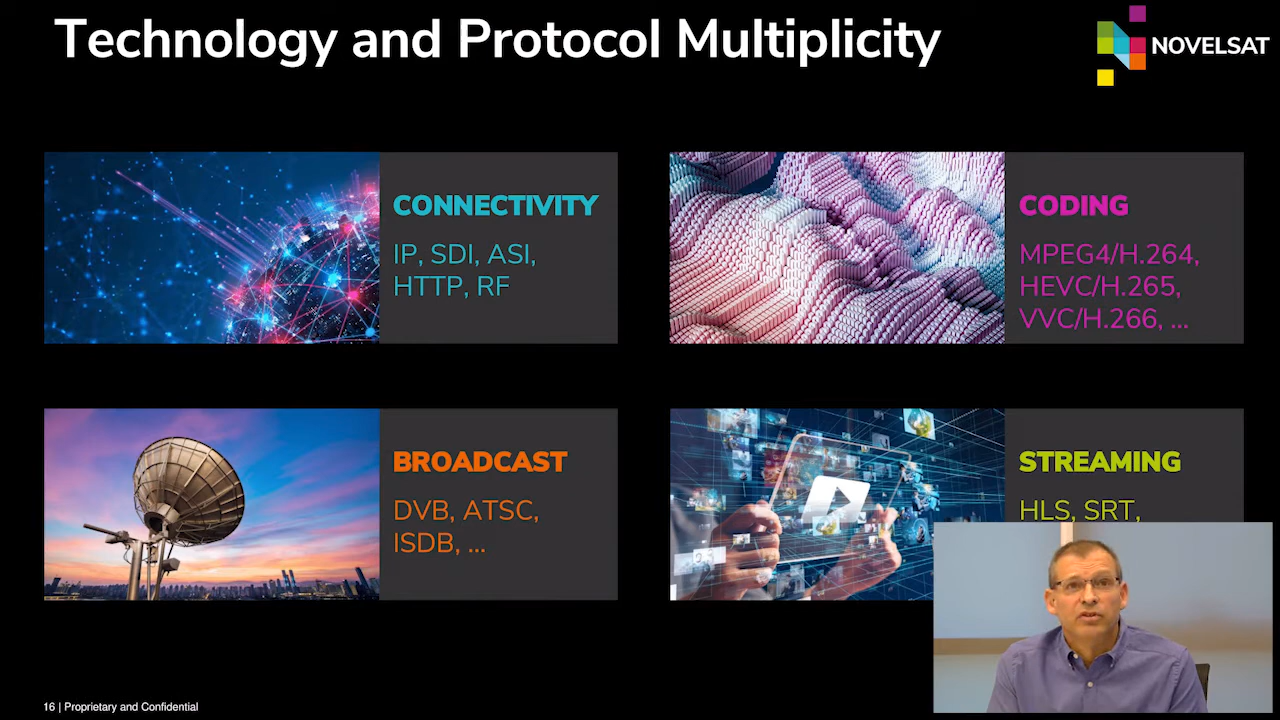 Technology and Protocol Multiplicity
NOVELSAT
CONNECTIVITY
IP, SDI, ASI,
HTTP, RF
CODING
MPEG4/H.264,
HEVC/H.265,
VVC/H.266, ...
BROADCAST
DVB, ATSC,
ISDB, ...
STREAMING
HLS, SRT,
16 | Proprietary and Confidential